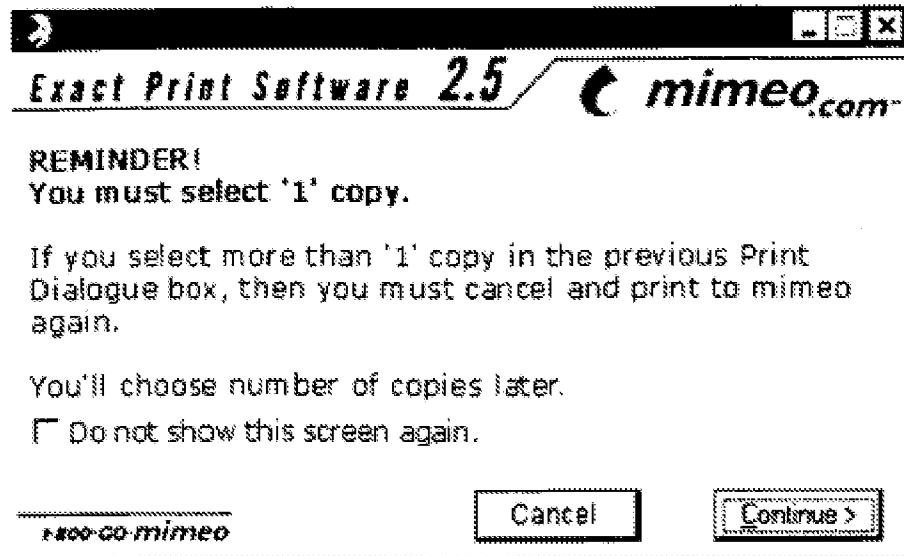 Exact Print Software 2.5
mimeo.com
REMINDER!
You must select '1' copy.
If you select more than '1' copy in the previous Print
Dialogue box, then you must cancel and print to mimeo
again.
You'll choose number of copies later.
Do not show this screen again.
1-800-GO-mimeo
Cancel
Continue >